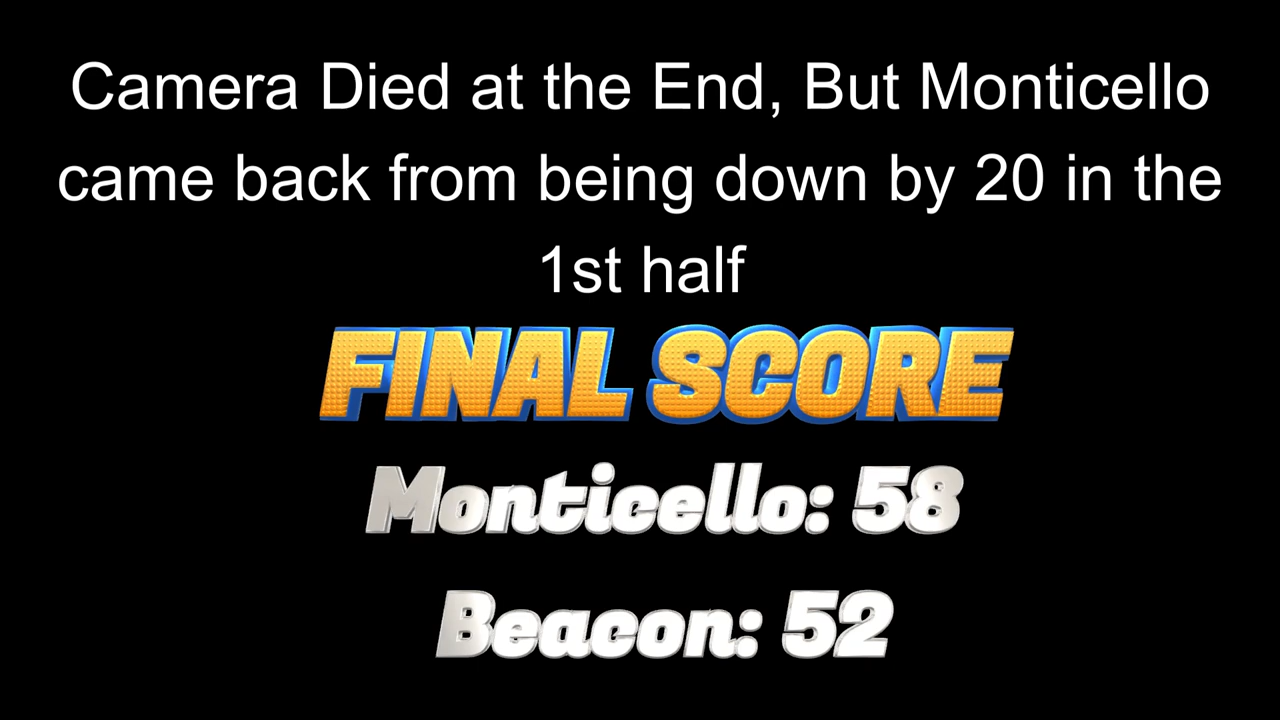 Camera Died at the End, But Monticello
came back from being down by 20 in the
1st half
FINAL SCORE
Monticello: 58
Beacon: 52